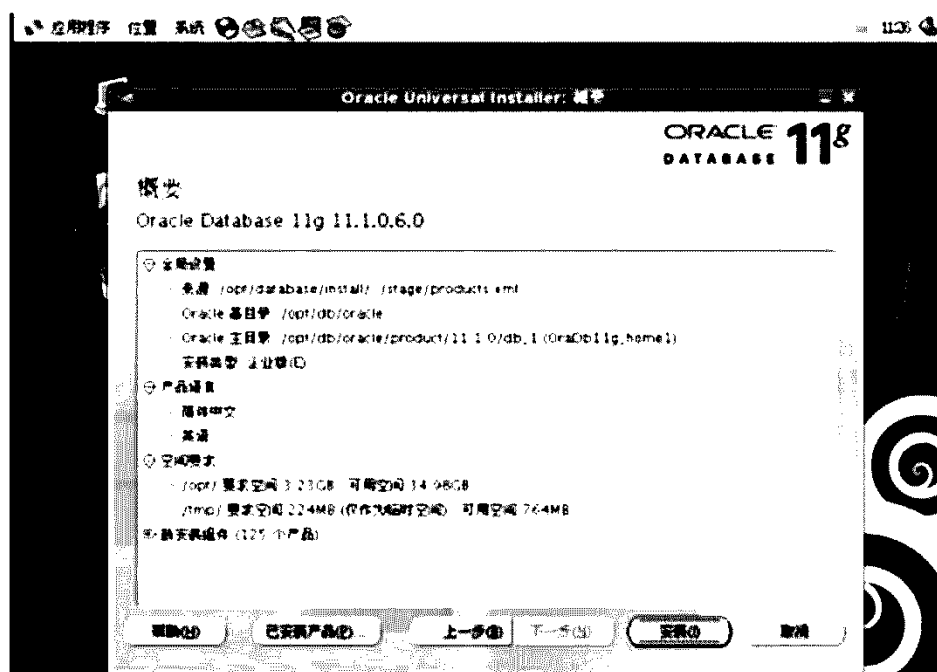 应用程序 位置 系统
11:26
Oracle Universal Installer: 概要
ORACLE 11g
DATABASE
概要
Oracle Database 11g 11.1.0.6.0
全局设置
来源 /opt/database/install/../stage/products.xml
Oracle 基目录 /opt/db/oracle
Oracle 主目录 /opt/db/oracle/product/11.1.0/db_1 (OraDb11g_home1)
安装类型 企业版(E)
产品语言
简体中文
英语
空间要求
/opt/ 要求空间 3.23GB 可用空间 14.98GB
/tmp/ 要求空间 224MB (仅作为临时空间) 可用空间 764MB
新安装组件 (125 个产品)
帮助(H) 已安装产品(P)... 上一步(B) 下一步(N) 安装(I) 取消